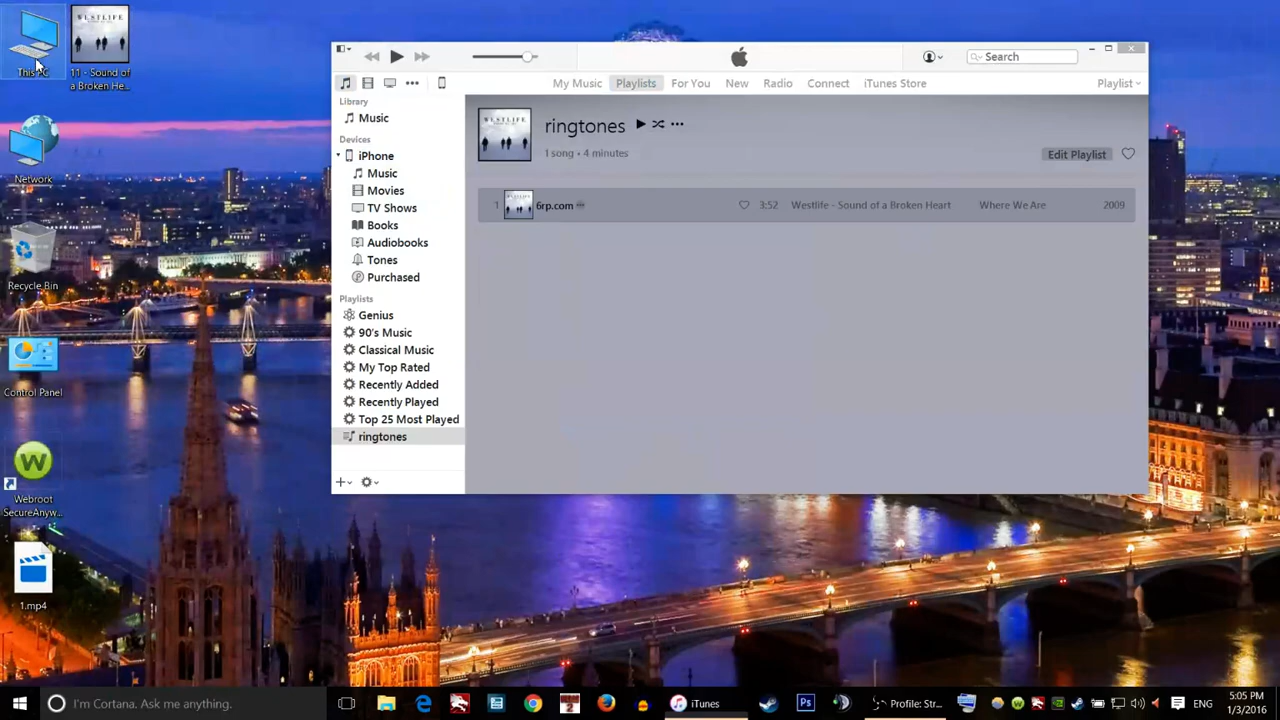 This PC
11 - Sound of
a Broken He...
Network
Recycle Bin
Control Panel
W
Webroot
SecureAnyw...
1.mp4
Search
My Music
Playlists
For You
New
Radio
Connect
iTunes Store
Playlist
Library
Music
Devices
iPhone
Music
Movies
TV Shows
Books
Audiobooks
Tones
Purchased
Playlists
Genius
90's Music
Classical Music
My Top Rated
Recently Added
Recently Played
Top 25 Most Played
ringtones
WESTLIFE
ringtones
1 song • 4 minutes
Edit Playlist
1 6rp.com 3:52 Westlife - Sound of a Broken Heart Where We Are 2009
I'm Cortana. Ask me anything.
iTunes
Ps
Profile: Str...
ENG
5:05 PM
1/3/2016